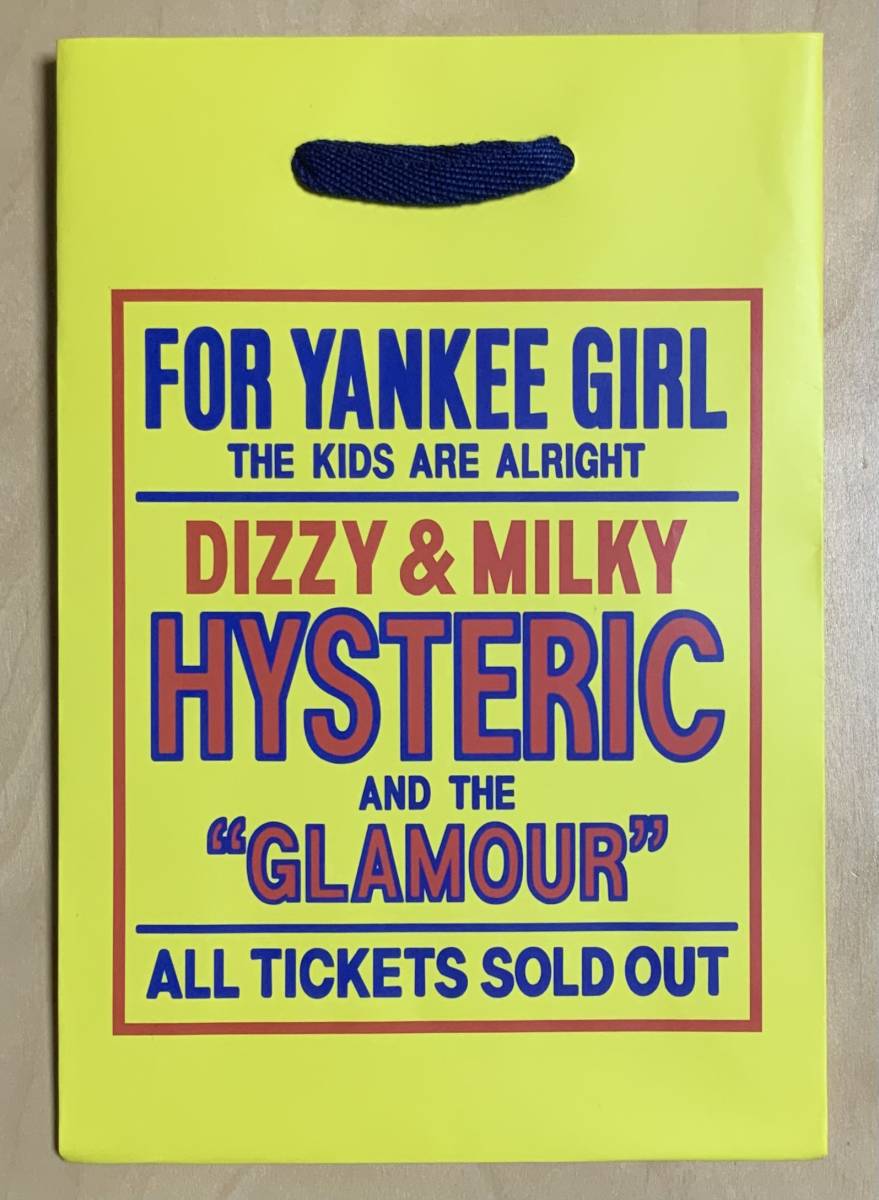 FOR YANKEE GIRL
THE KIDS ARE ALRIGHT
DIZZY & MILKY
HYSTERIC
AND THE
“GLAMOUR”
ALL TICKETS SOLD OUT